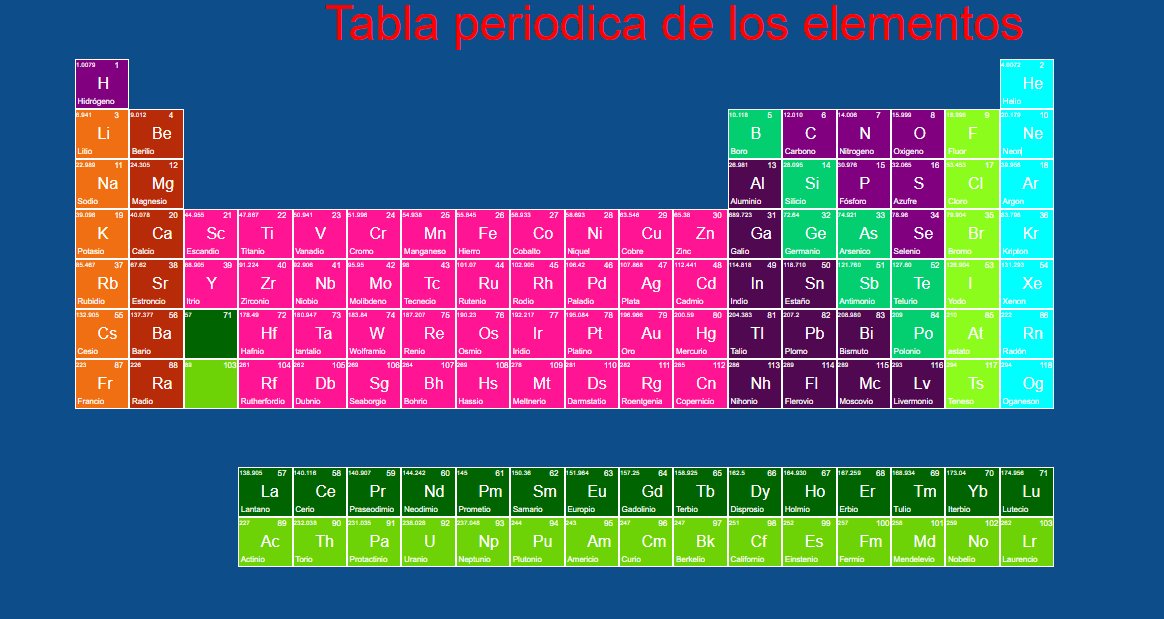 Tabla periodica de los elementos
1.0079 1 2
H He
Hidrógeno Helio
6.941 3 9.012 4 10.118 5 12.010 6 14.006 7 15.999 8 9 20.179 10
Li Be B C N O F Ne
Litio Berilio Boro Carbono Nitrogeno Oxigeno Fluor Neon
22.989 11 24.305 12 26.981 13 28.095 14 30.976 15 32.065 16 17 18
Na Mg Al Si P S Cl Ar
Sodio Magnesio Aluminio Silicio Fósforo Azufre Cloro Argon
39.098 19 40.078 20 44.955 21 47.867 22 50.941 23 51.996 24 54.938 25 55.845 26 58.933 27 58.693 28 63.546 29 65.38 30 689.723 31 72.64 32 74.921 33 78.96 34 79.904 35 83.798 36
K Ca Sc Ti V Cr Mn Fe Co Ni Cu Zn Ga Ge As Se Br Kr
Potasio Calcio Escandio Titanio Vanadio Cromo Manganeso Hierro Cobalto Niquel Cobre Zinc Galio Germanio Arsenico Selenio Bromo Kripton
85.467 37 87.62 38 88.905 39 91.224 40 92.906 41 95.95 42 98 43 101.07 44 102.905 45 106.42 46 107.868 47 112.441 48 114.818 49 118.710 50 121.760 51 127.60 52 126.904 53 131.293 54
Rb Sr Y Zr Nb Mo Tc Ru Rh Pd Ag Cd In Sn Sb Te I Xe
Rubidio Estroncio Itrio Zirconio Niobio Molibdeno Tecnecio Rutenio Rodio Paladio Plata Cadmio Indio Estaño Antimonio Telurio Yodo Xenon
132.905 55 137.377 56 57 71 178.49 72 180.947 73 183.84 74 187.207 75 190.23 76 192.217 77 195.084 78 196.966 79 200.59 80 204.383 81 207.2 82 208.980 83 209 84 210 85 222 86
Cs Ba Hf Ta W Re Os Ir Pt Au Hg Tl Pb Bi Po At Rn
Cesio Bario Hafnio tantalio Wolframio Renio Osmio Iridio Platino Oro Mercurio Talio Plomo Bismuto Polonio astato Radón
223 87 226 88 89 103 261 104 262 105 269 106 264 107 269 108 278 109 281 110 282 111 285 112 286 113 289 114 289 115 293 116 294 117 294 118
Fr Ra Rf Db Sg Bh Hs Mt Ds Rg Cn Nh Fl Mc Lv Ts Og
Francio Radio Rutherfordio Dubnio Seaborgio Bohrio Hassio Meltnerio Darmstatio Roentgenia Copernicio Nihonio Flerovio Moscovio Livermonio Teneso Oganeson
138.905 57 140.116 58 140.907 59 144.242 60 145 61 150.36 62 151.964 63 157.25 64 158.925 65 162.5 66 164.930 67 167.259 68 168.934 69 173.04 70 174.956 71
La Ce Pr Nd Pm Sm Eu Gd Tb Dy Ho Er Tm Yb Lu
Lantano Cerio Praseodimio Neodimio Prometio Samario Europio Gadolinio Terbio Disprosio Holmio Erbio Tulio Iterbio Lutecio
227 89 232.038 90 231.035 91 238.028 92 237.048 93 244 94 243 95 247 96 247 97 251 98 252 99 257 100 258 101 259 102 262 103
Ac Th Pa U Np Pu Am Cm Bk Cf Es Fm Md No Lr
Actinio Torio Protactinio Uranio Neptunio Plutonio Americio Curio Berkelio Californio Einstenio Fermio Mendelevio Nobelio Laurencio